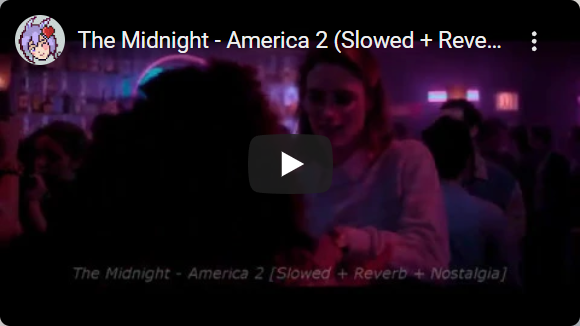 The Midnight - America 2 (Slowed + Reve...
The Midnight - America 2 [Slowed + Reverb + Nostalgia]